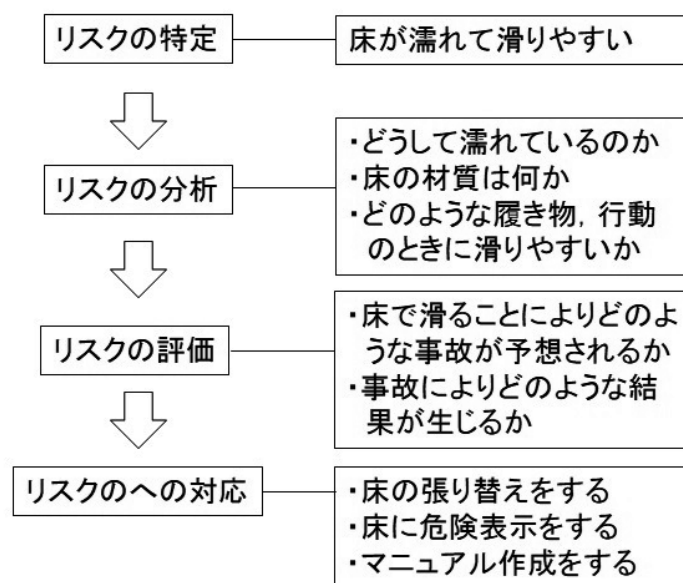 リスクの特定
床が濡れて滑りやすい
リスクの分析
・どうして濡れているのか
・床の材質は何か
・どのような履き物, 行動
のときに滑りやすいか
リスクの評価
・床で滑ることによりどのよ
うな事故が予想されるか
・事故によりどのような結
果が生じるか
リスクのへの対応
・床の張り替えをする
・床に危険表示をする
・マニュアル作成をする